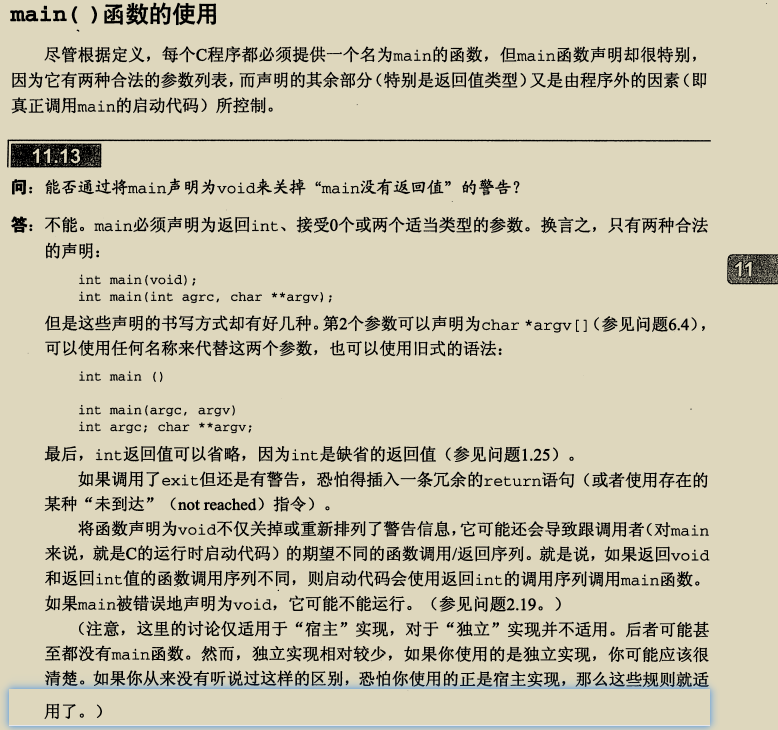 main( )函数的使用
尽管根据定义，每个C程序都必须提供一个名为main的函数，但main函数声明却很特别，
因为它有两种合法的参数列表，而声明的其余部分（特别是返回值类型）又是由程序外的因素（即
真正调用main的启动代码）所控制。
11.13
问：能否通过将main声明为void来关掉“main没有返回值”的警告？
答：不能。main必须声明为返回int、接受0个或两个适当类型的参数。换言之，只有两种合法
的声明：
int main(void);
int main(int agrc, char **argv);
11
但是这些声明的书写方式却有好几种。第2个参数可以声明为char *argv[]（参见问题6.4），
可以使用任何名称来代替这两个参数，也可以使用旧式的语法：
int main ()
int main(argc, argv)
int argc; char **argv;
最后，int返回值可以省略，因为int是缺省的返回值（参见问题1.25）。
如果调用了exit但还是有警告，恐怕得插入一条冗余的return语句（或者使用存在的
某种“未到达”（not reached）指令）。
将函数声明为void不仅关掉或重新排列了警告信息，它可能还会导致跟调用者（对main
来说，就是C的运行时启动代码）的期望不同的函数调用/返回序列。就是说，如果返回void
和返回int值的函数调用序列不同，则启动代码会使用返回int的调用序列调用main函数。
如果main被错误地声明为void，它可能不能运行。（参见问题2.19。）
（注意，这里的讨论仅适用于“宿主”实现，对于“独立”实现并不适用。后者可能甚
至都没有main函数。然而，独立实现相对较少，如果你使用的是独立实现，你可能应该很
清楚。如果你从来没有听说过这样的区别，恐怕你使用的正是宿主实现，那么这些规则就适
用了。）